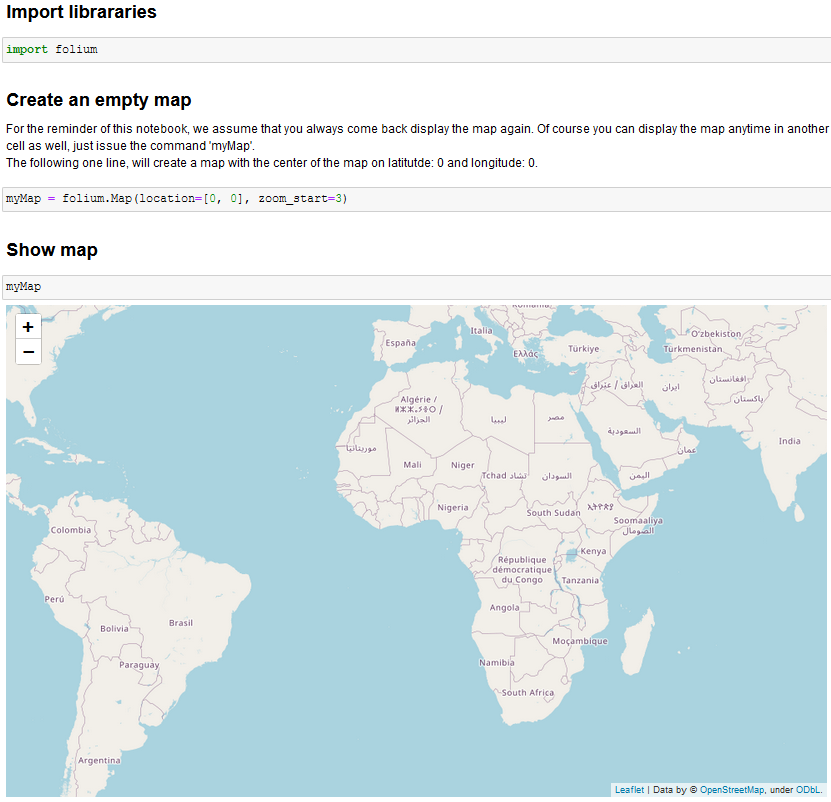 Import librararies
import folium
Create an empty map
For the reminder of this notebook, we assume that you always come back display the map again. Of course you can display the map anytime in another
cell as well, just issue the command 'myMap'.
The following one line, will create a map with the center of the map on latitutde: 0 and longitude: 0.
myMap = folium.Map(location=[0, 0], zoom_start=3)
Show map
myMap
+
−
România
Italia
España
Ελλάς
Türkiye
O'zbekiston
Türkmenistan
العراق / عێراق
ايران
افغانستان
پاکستان
Algérie /
ⵍⵣⵣⴰⵢⴻⵔ /
الجزائر
ليبيا
مصر
السعودية
عمان
India
موريتانيا
Mali
Niger
Tchad تشاد
السودان
اليمن
Nigeria
South Sudan
ኢትዮጵያ
Soomaaliya
الصومال
Colombia
République
démocratique
du Congo
Kenya
Tanzania
Perú
Angola
Brasil
Bolivia
Moçambique
Paraguay
Namibia
South Africa
Argentina
Leaflet | Data by © OpenStreetMap, under ODbL.